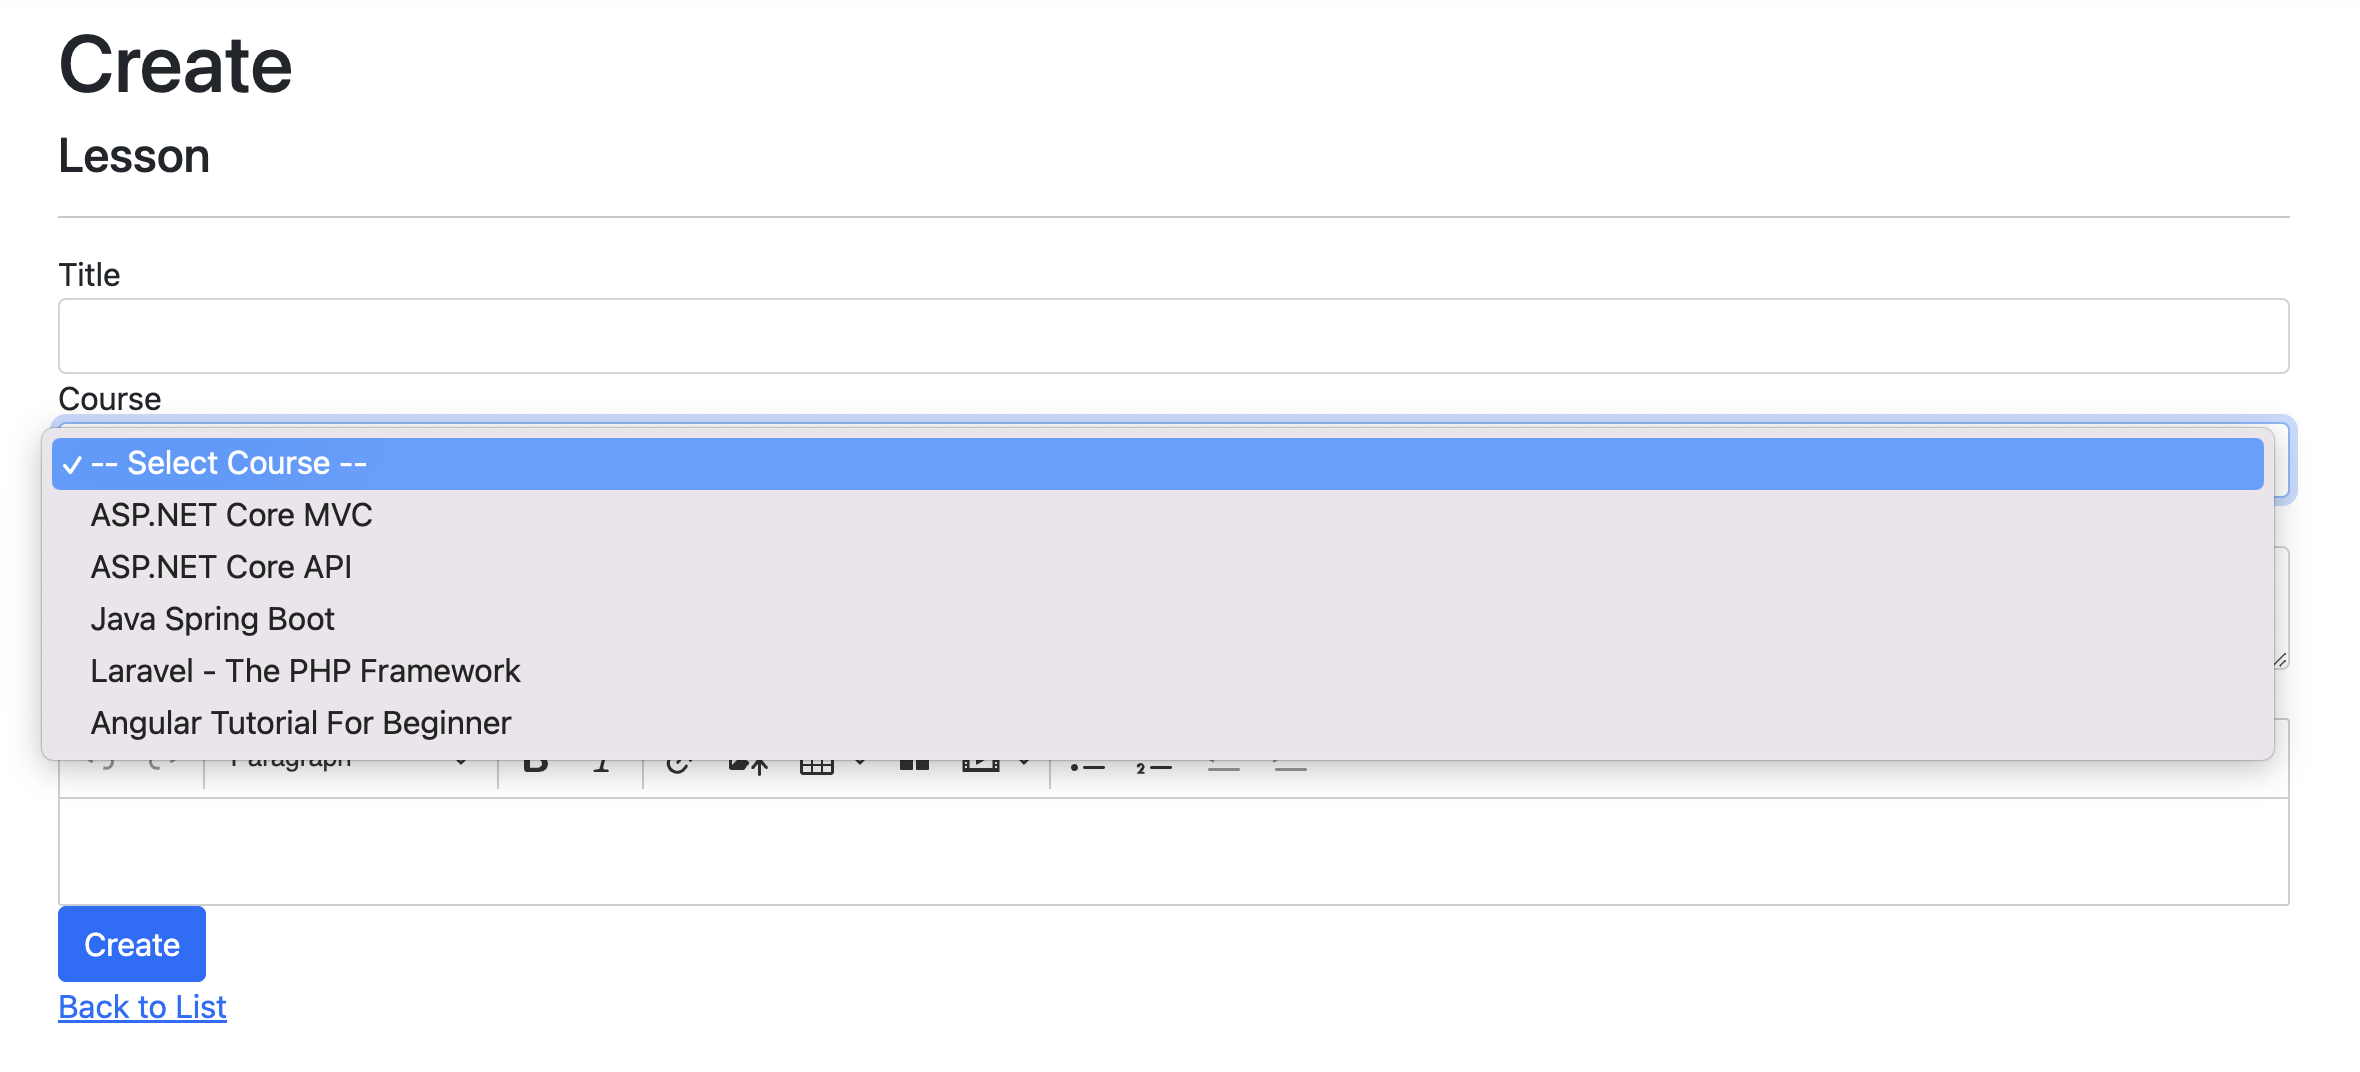 Create
Lesson
Title
Course
✓ -- Select Course --
ASP.NET Core MVC
ASP.NET Core API
Java Spring Boot
Laravel - The PHP Framework
Angular Tutorial For Beginner
Paragraph B I
Create
Back to List